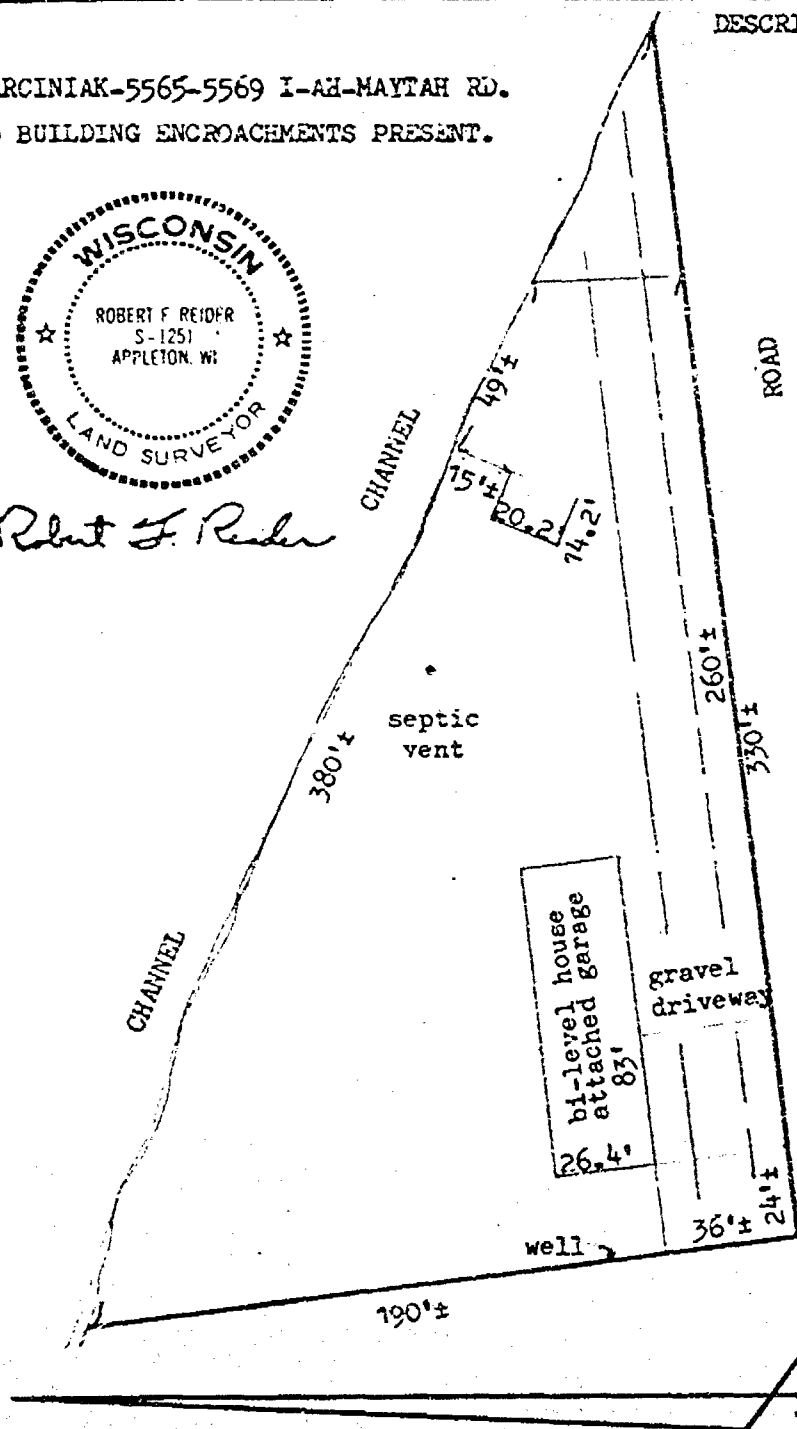 DESCRI
RCINIAK-5565-5569 I-AH-MAYTAH RD.
BUILDING ENCROACHMENTS PRESENT.
WISCONSIN
ROBERT F. REIDER
S-1251
APPLETON, WI
LAND SURVEYOR
Robert F. Reider
ROAD
CHANNEL
49'±
15'±
20.2'
14.2'
260'±
330'±
septic
vent
380'±
CHANNEL
bi-level house
attached garage
83'
26.4'
gravel
driveway
24'±
36'±
well
190'±